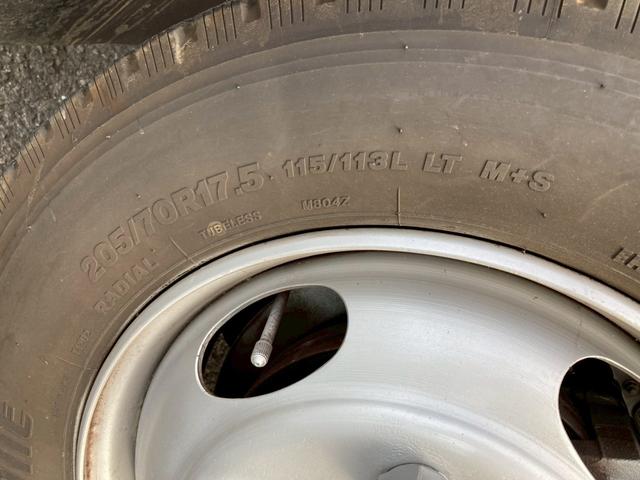 205/70R17.5 115/113L LT M+S
RADIAL TUBELESS M804Z